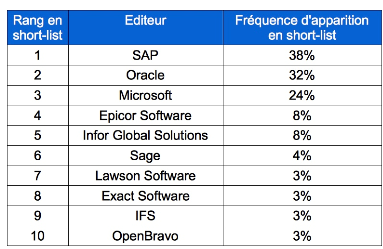 Rang en short-list Editeur Fréquence d'apparition en short-list
1 SAP 38%
2 Oracle 32%
3 Microsoft 24%
4 Epicor Software 8%
5 Infor Global Solutions 8%
6 Sage 4%
7 Lawson Software 3%
8 Exact Software 3%
9 IFS 3%
10 OpenBravo 3%